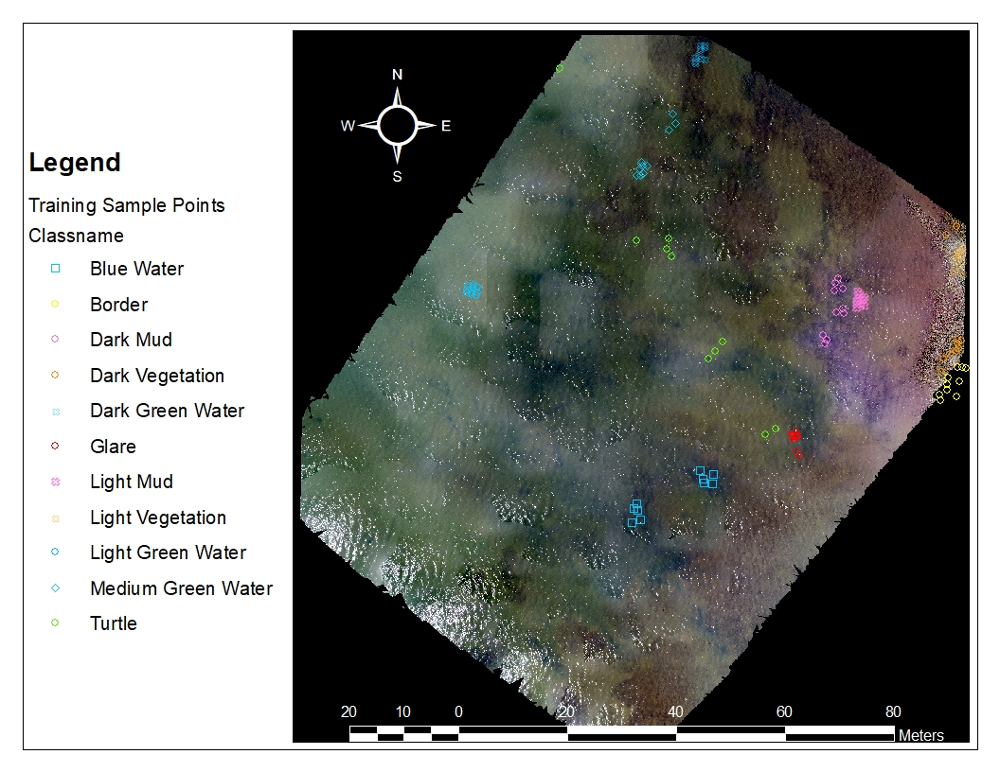 N
W E
S
Legend
Training Sample Points
Classname
Blue Water
Border
Dark Mud
Dark Vegetation
Dark Green Water
Glare
Light Mud
Light Vegetation
Light Green Water
Medium Green Water
Turtle
20 10 0 20 40 60 80
Meters